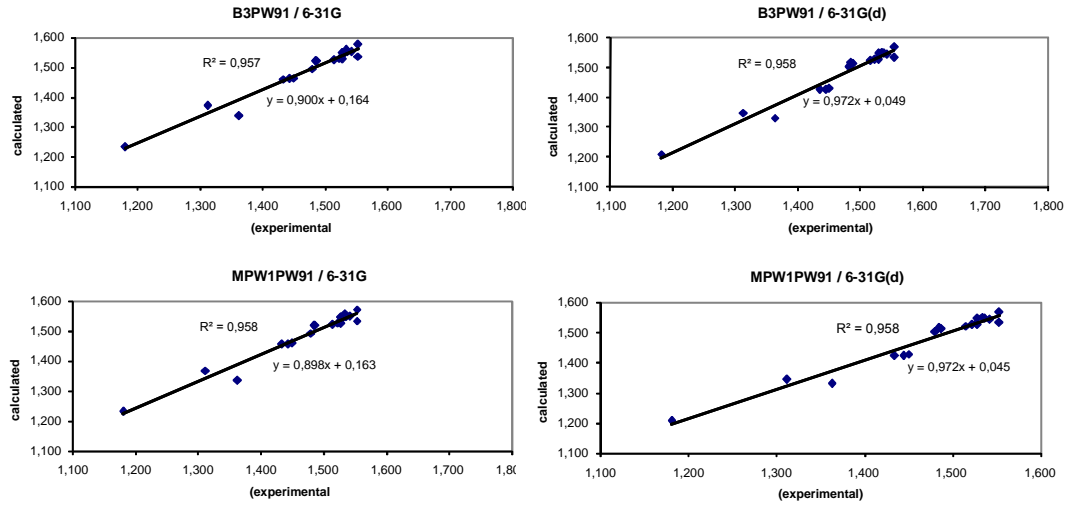 B3PW91 / 6-31G
1,600
1,500
1,400
1,300
1,200
1,100
calculated
R² = 0,957
y = 0,900x + 0,164
1,100 1,200 1,300 1,400 1,500 1,600 1,700 1,80
(experimental
B3PW91 / 6-31G(d)
1,600
1,500
1,400
1,300
1,200
1,100
calculated
R² = 0,958
y = 0,972x + 0,049
1,100 1,200 1,300 1,400 1,500 1,600 1,700 1,800
(experimental)
MPW1PW91 / 6-31G
1,600
1,500
1,400
1,300
1,200
1,100
calculated
R² = 0,958
y = 0,898x + 0,163
1,100 1,200 1,300 1,400 1,500 1,600 1,700 1,80
(experimental
MPW1PW91 / 6-31G(d)
1,600
1,500
1,400
1,300
1,200
1,100
calculated
R² = 0,958
y = 0,972x + 0,045
1,100 1,200 1,300 1,400 1,500 1,600
(experimental)